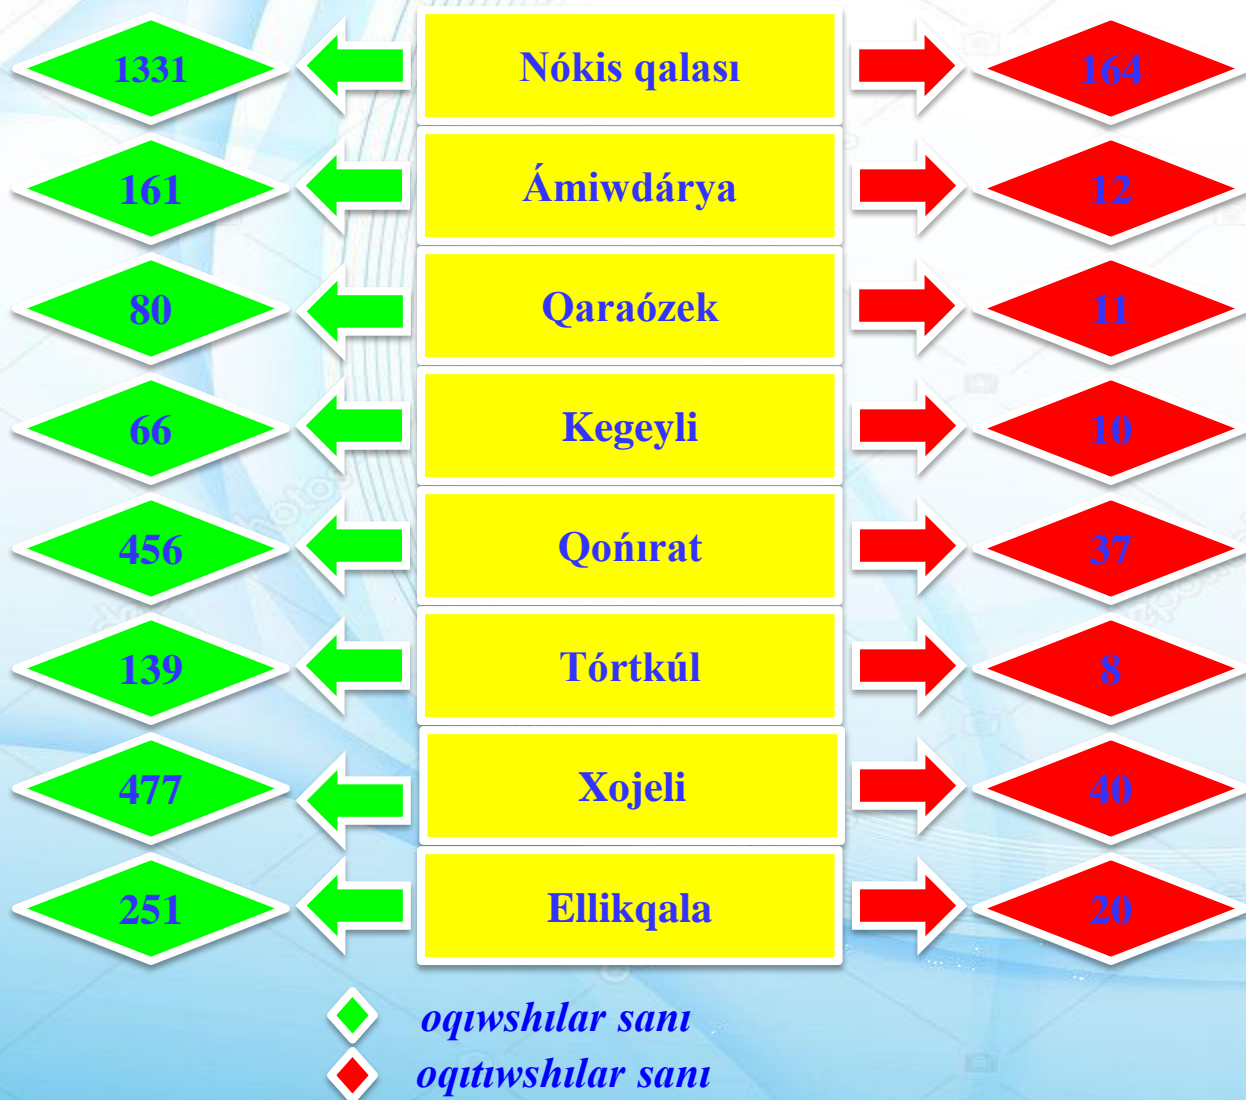 1331 Nókis qalası 164
161 Ámiwdárya 12
80 Qaraózek 11
66 Kegeyli 10
456 Qońırat 37
139 Tórtkúl 8
477 Xojeli 40
251 Ellikqala 20
oqıwshılar sanı
oqıtıwshılar sanı